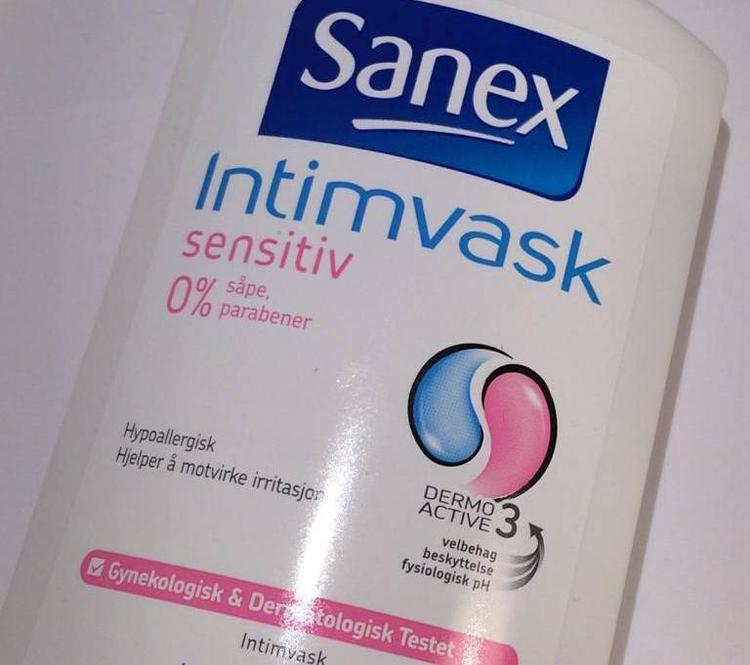 Sanex
Intimvask
sensitiv
0% såpe,
parabener
Hypoallergisk
Hjelper å motvirke irritasjon
DERMO
ACTIVE 3
velbehag
beskyttelse
fysiologisk pH
Gynekologisk & Dermatologisk Testet
Intimvask